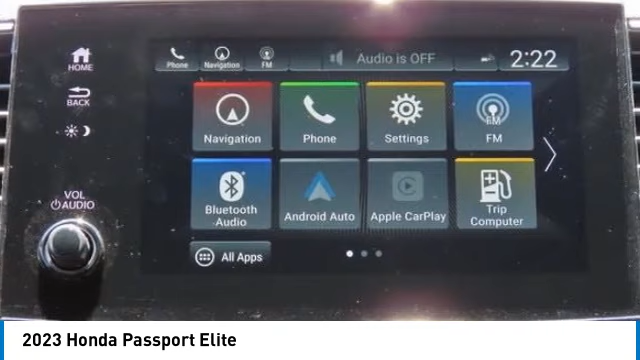 HOME
BACK
VOL
AUDIO
Phone
Navigation
FM
Audio is OFF
2:22
Navigation
Phone
Settings
FM
FM
Bluetooth
Audio
Android Auto
Apple CarPlay
Trip
Computer
All Apps
2023 Honda Passport Elite